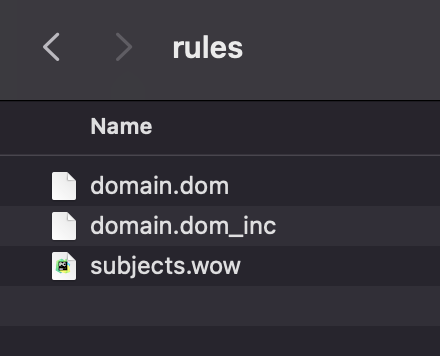 rules
Name
domain.dom
domain.dom_inc
subjects.wow